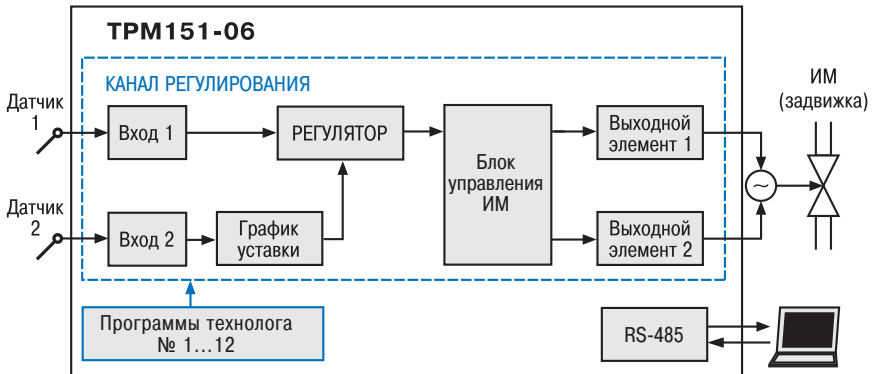 ТРМ151-06
КАНАЛ РЕГУЛИРОВАНИЯ
Датчик
1
Вход 1
РЕГУЛЯТОР
Блок
управления
ИМ
Выходной
элемент 1
ИМ
(задвижка)
~
Датчик
2
Вход 2
График
уставки
Выходной
элемент 2
Программы технолога
№ 1...12
RS-485